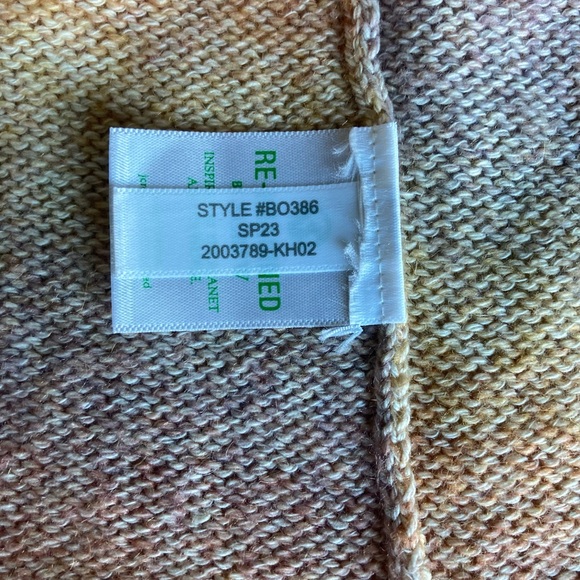 STYLE #BO386
SP23
2003789-KH02
RE-
IED
INSPI
ANET